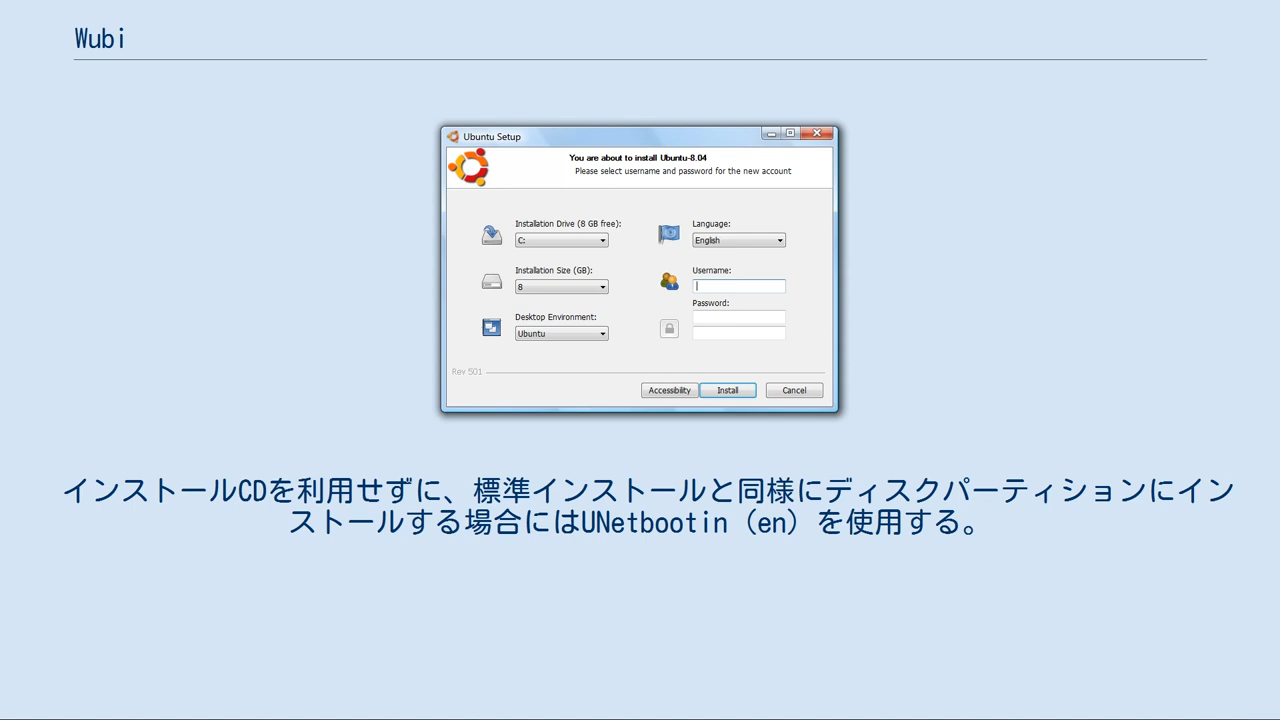 Wubi
Ubuntu Setup
You are about to install Ubuntu-8.04
Please select username and password for the new account
Installation Drive (8 GB free):
C:
Language:
English
Installation Size (GB):
8
Username:
Password:
Desktop Environment:
Ubuntu
Rev 501
Accessibility
Install
Cancel
インストールCDを利用せずに、標準インストールと同様にディスクパーティションにイン
ストールする場合にはUNetbootin（en）を使用する。